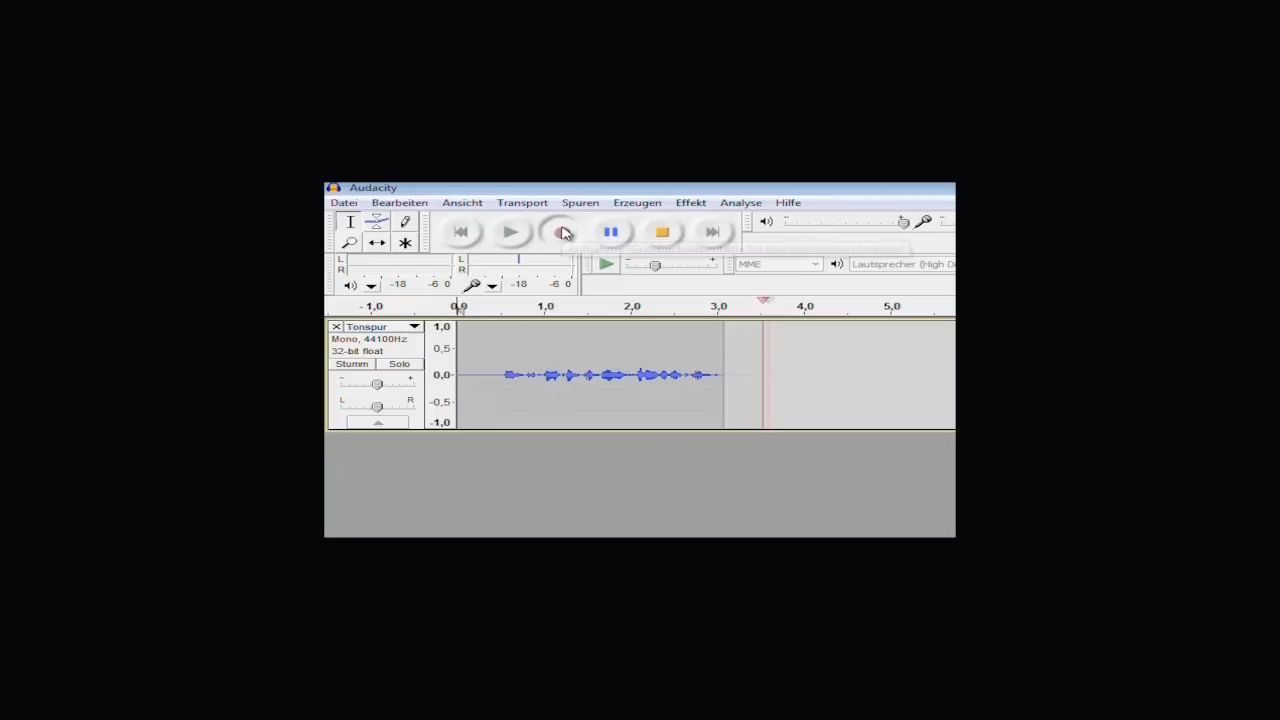 Audacity
Datei Bearbeiten Ansicht Transport Spuren Erzeugen Effekt Analyse Hilfe
L L
R R
-18 -6 0 -18 -6 0
- + MME Lautsprecher (High D
- 1,0 0,0 1,0 2,0 3,0 4,0 5,0
Tonspur 1,0
Mono, 44100Hz
32-bit float 0,5-
Stumm Solo
- + 0,0-
L R -0,5-
-1,0